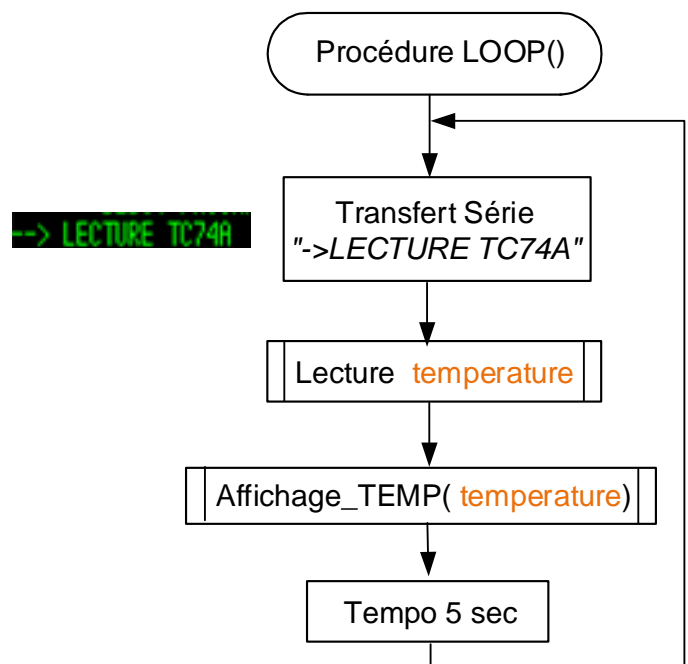 Procédure LOOP()
--> LECTURE TC74A
Transfert Série
"->LECTURE TC74A"
Lecture temperature
Affichage_TEMP( temperature)
Tempo 5 sec